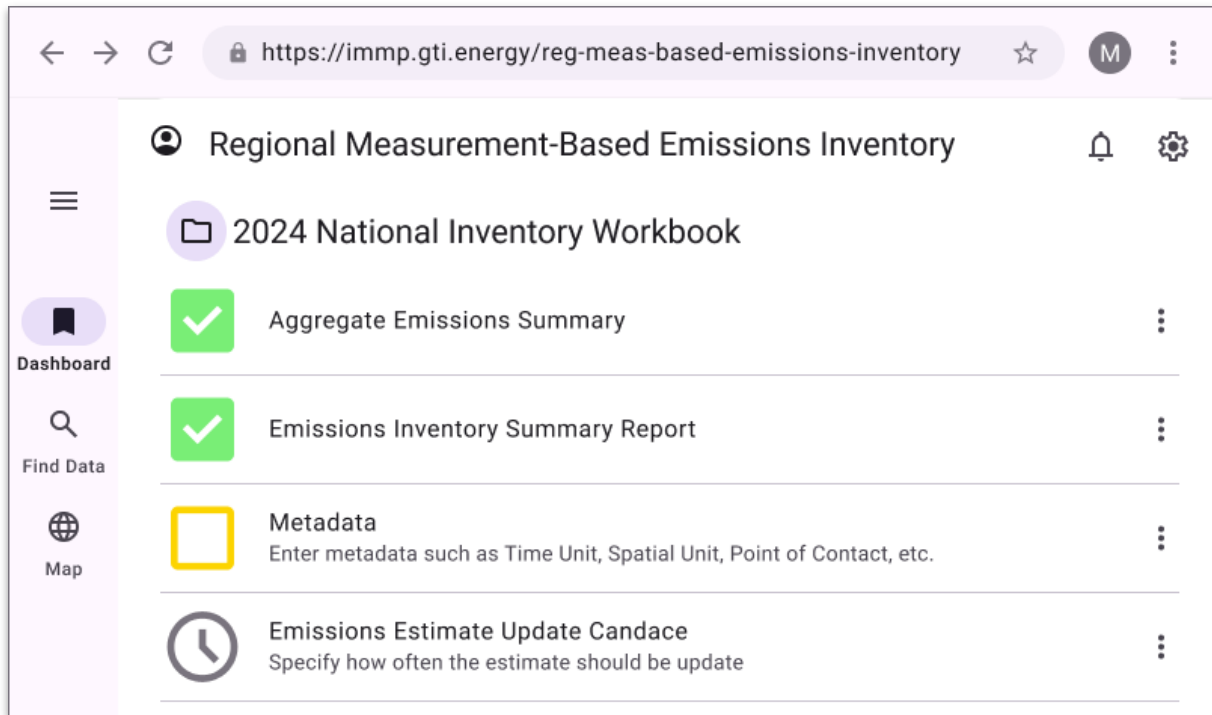 https://immp.gti.energy/reg-meas-based-emissions-inventory
M
Regional Measurement-Based Emissions Inventory
2024 National Inventory Workbook
Aggregate Emissions Summary
Dashboard
Emissions Inventory Summary Report
Find Data
Metadata
Enter metadata such as Time Unit, Spatial Unit, Point of Contact, etc.
Map
Emissions Estimate Update Candace
Specify how often the estimate should be update